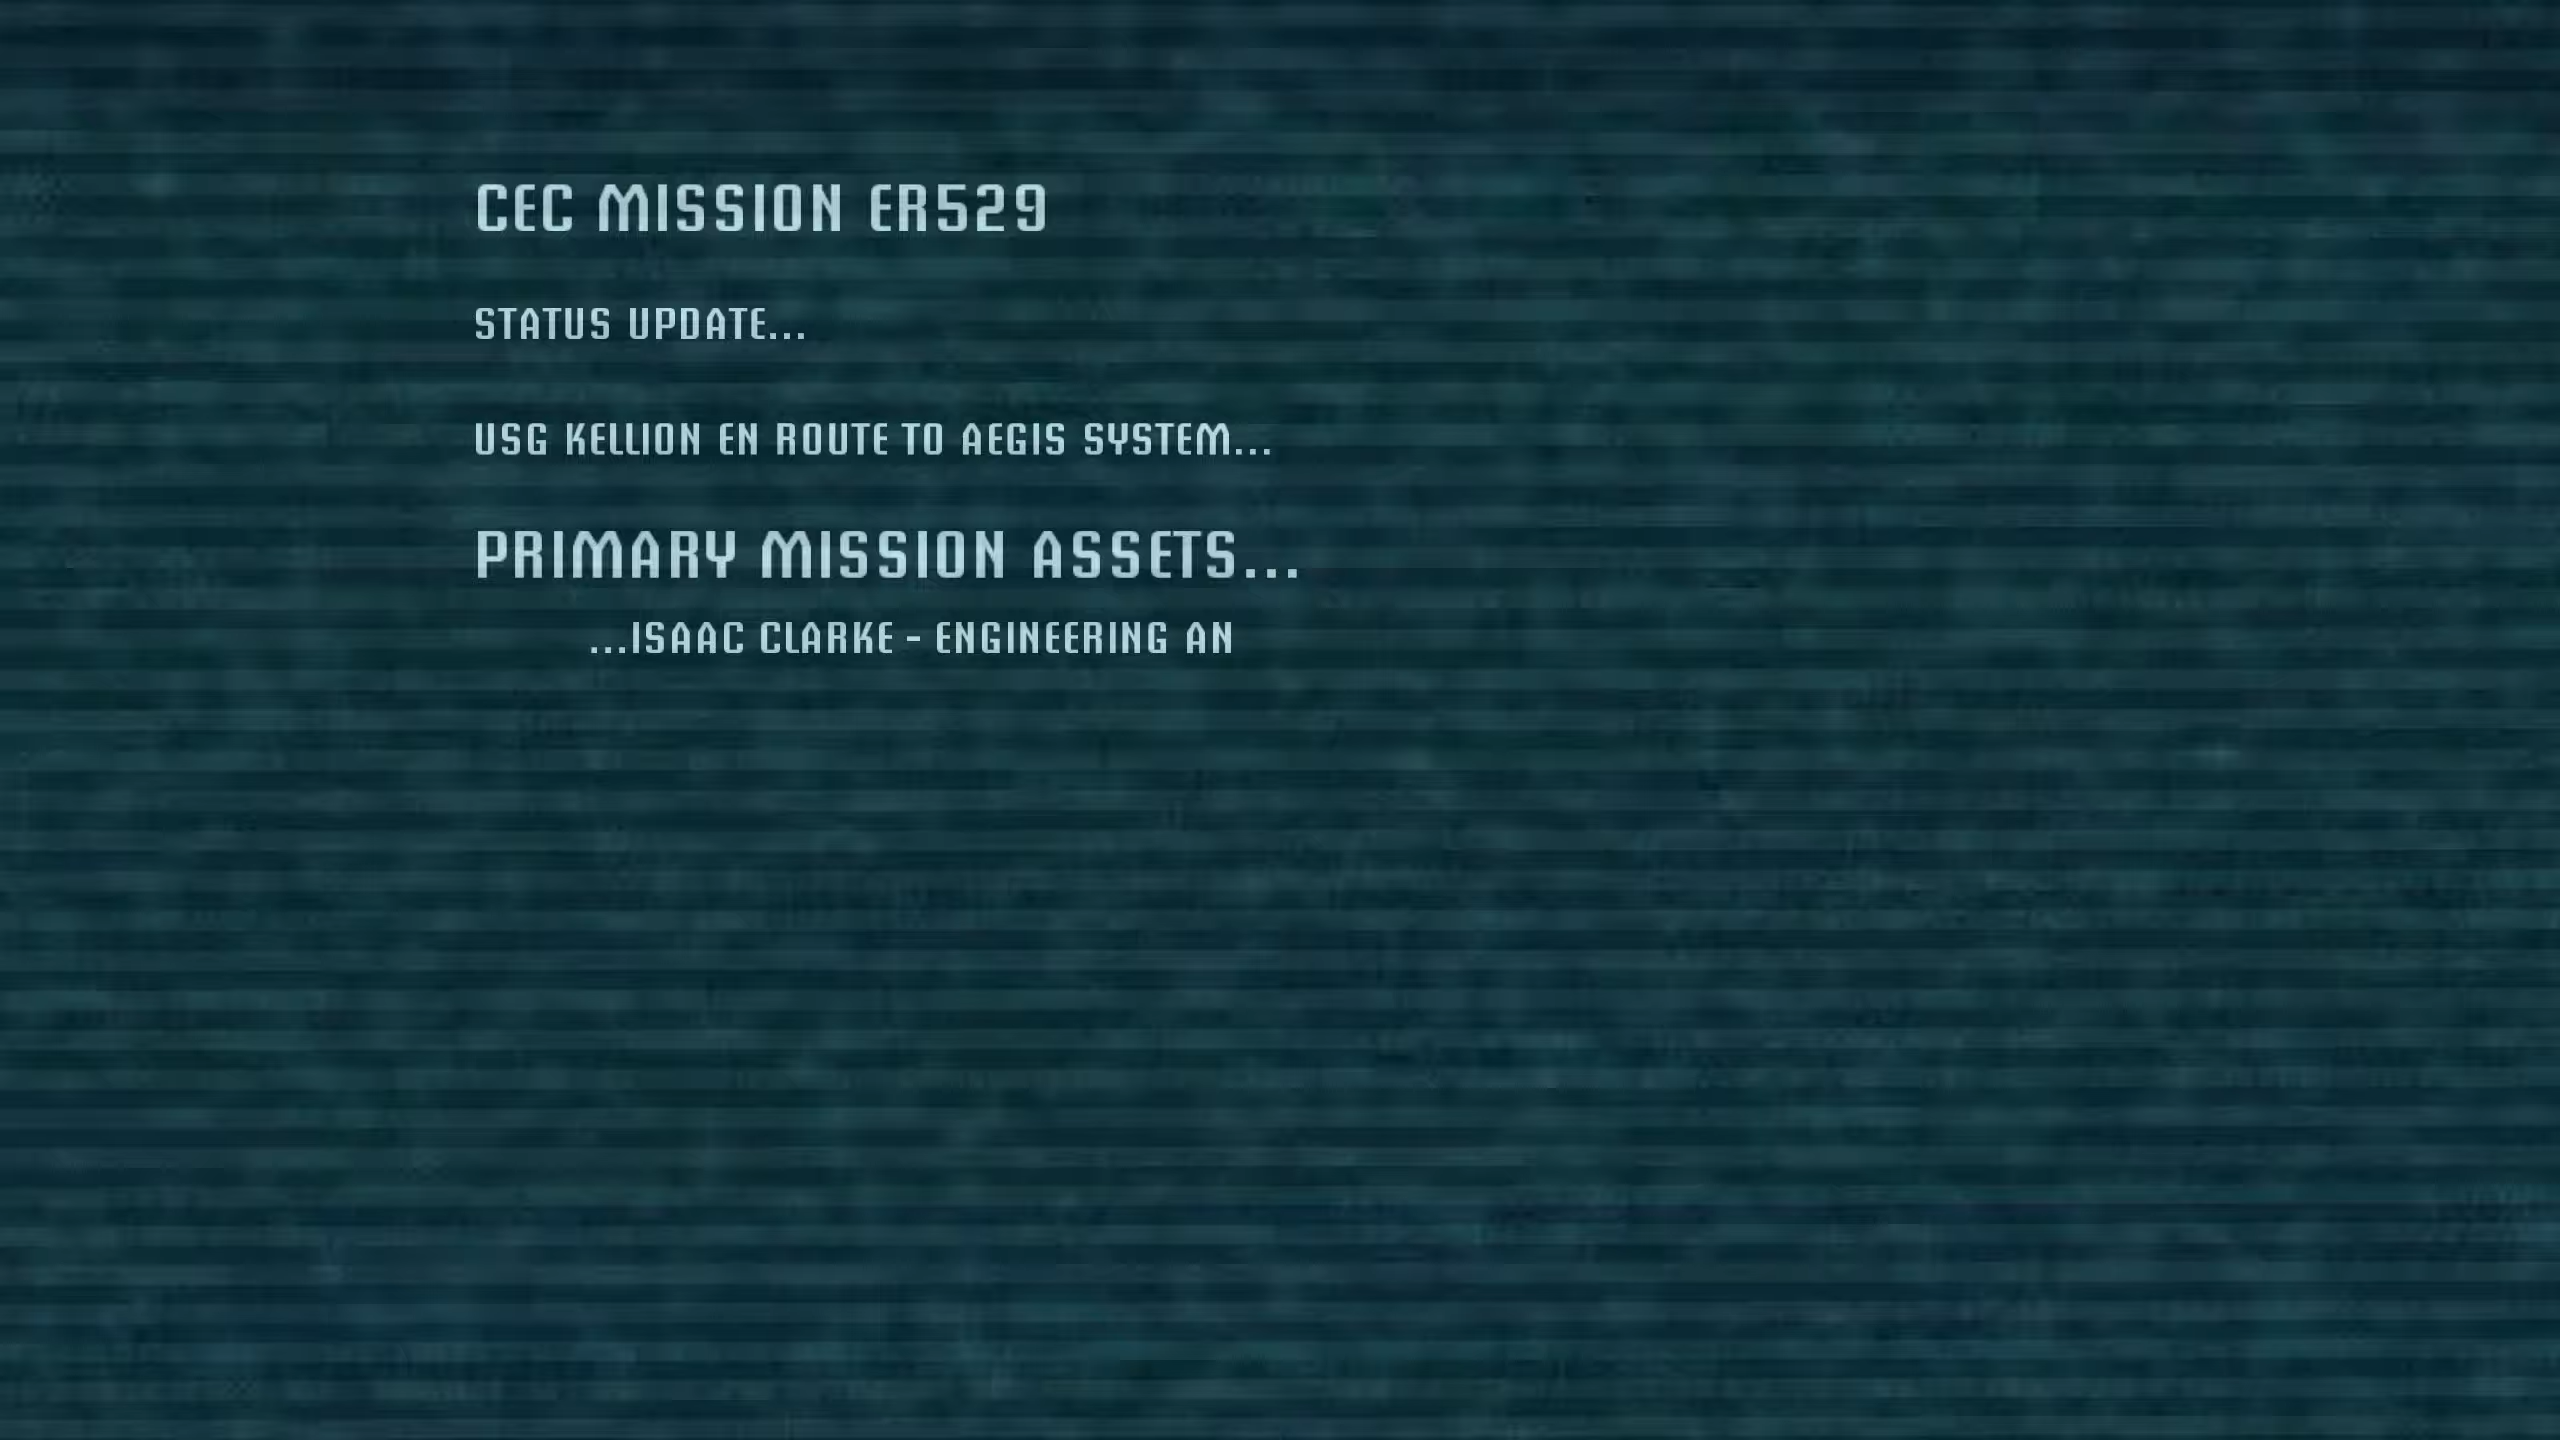 CEC MISSION ER529
STATUS UPDATE...
USG KELLION EN ROUTE TO AEGIS SYSTEM...
PRIMARY MISSION ASSETS...
...ISAAC CLARKE - ENGINEERING AN